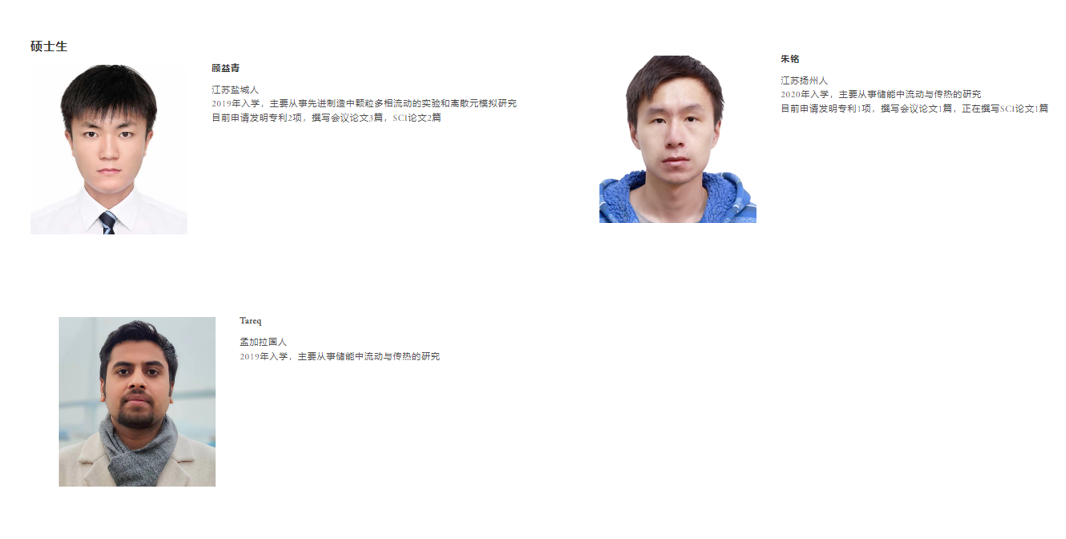 硕士生
顾益青
江苏盐城人
2019年入学，主要从事先进制造中颗粒多相流动的实验和离散元模拟研究
目前申请发明专利2项，撰写会议论文3篇，SCI论文2篇
朱铭
江苏扬州人
2020年入学，主要从事储能中流动与传热的研究
目前申请发明专利1项，撰写会议论文1篇，正在撰写SCI论文1篇
Tareq
孟加拉国人
2019年入学，主要从事储能中流动与传热的研究